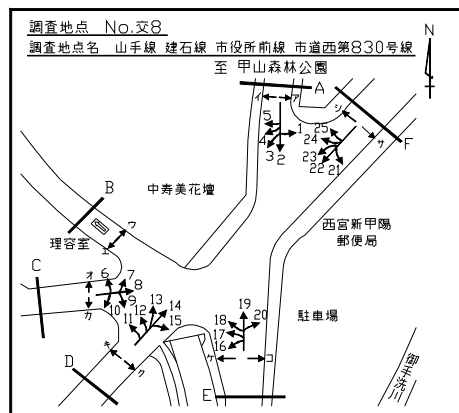 調査地点 No.交8
調査地点名 山手線 建石線 市役所前線 市道西第830号線
至 甲山森林公園
N
A
イ ア
シ
5
4 1
3 2
25
24
23
22 21
サ
F
B
中寿美花壇
ウ
エ
理容室
西宮新甲陽
郵便局
C
オ
カ
6 7
8
9
10
13
12 14
11 15
駐車場
19
18 20
17
16
キ
ク
ケ コ
D
E
御手洗川